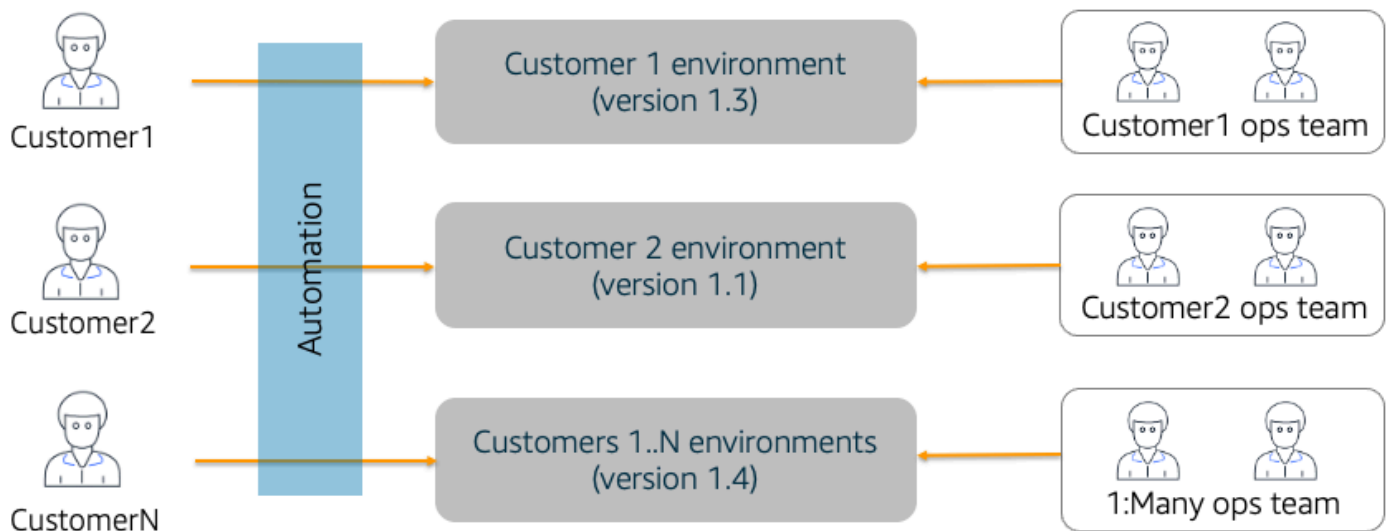 Customer1
Customer 1 environment
(version 1.3)
Customer1 ops team
Automation
Customer2
Customer 2 environment
(version 1.1)
Customer2 ops team
CustomerN
Customers 1..N environments
(version 1.4)
1:Many ops team